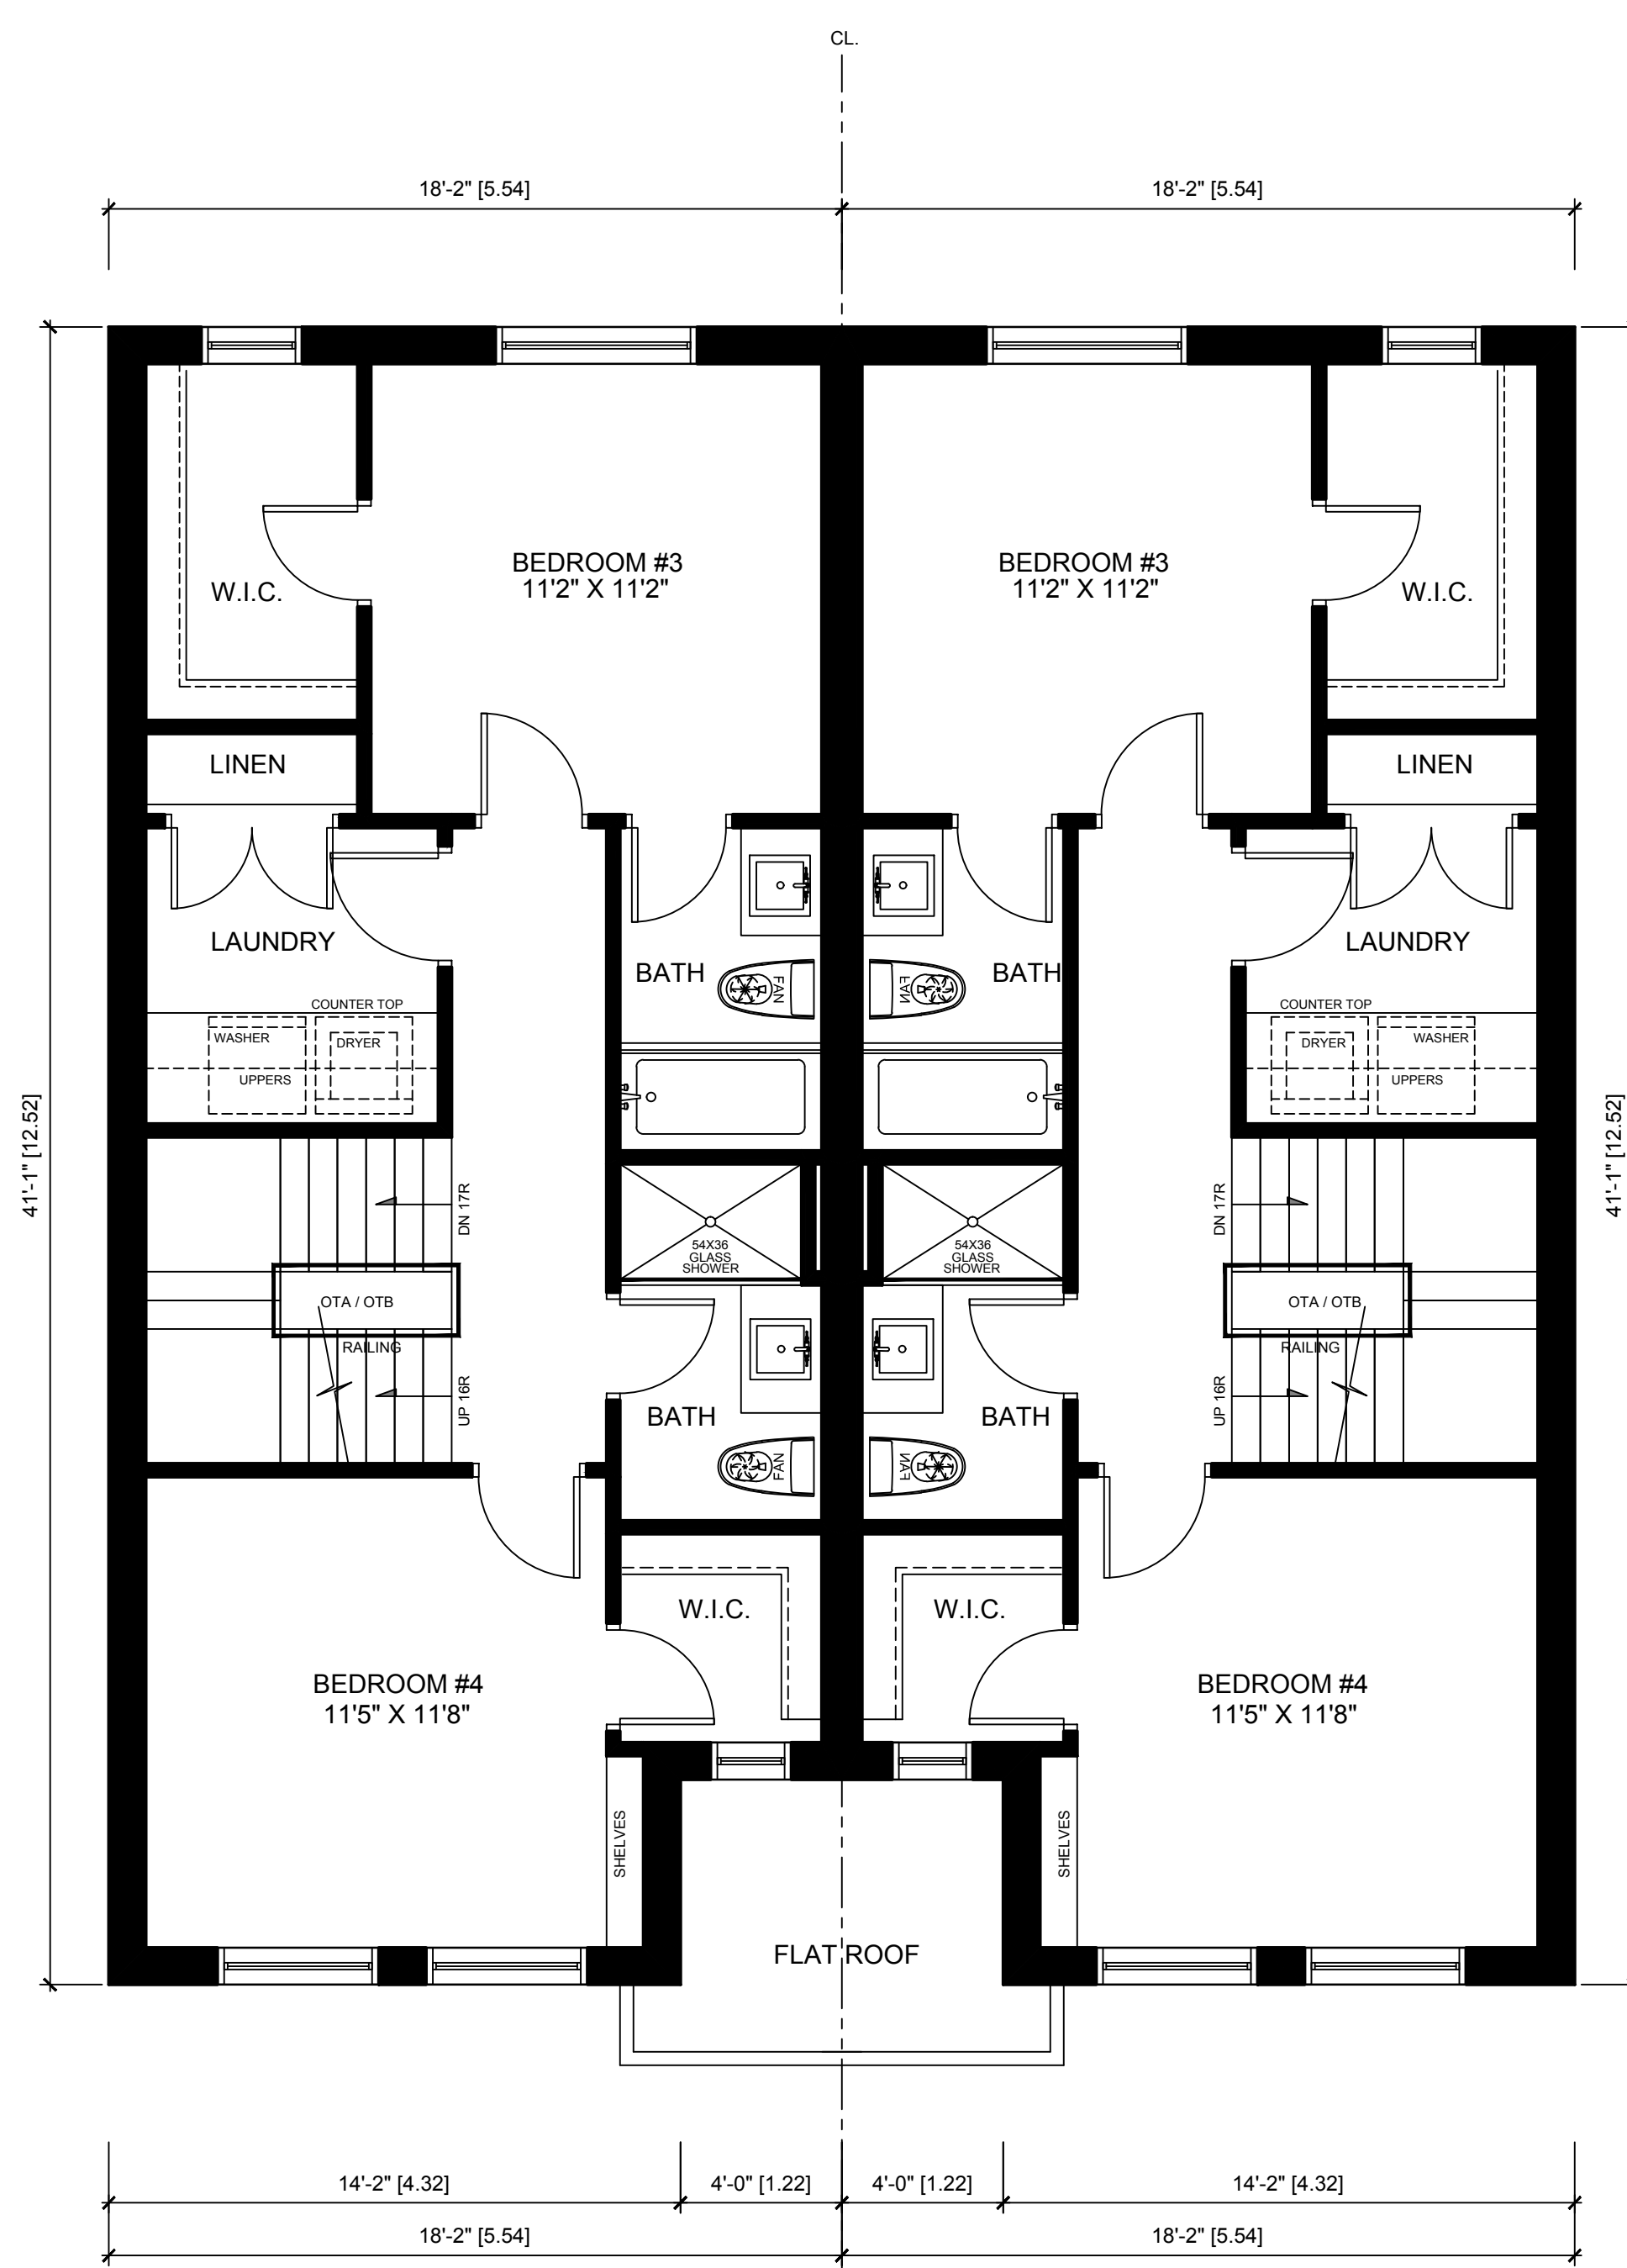 CL.
18'-2" [5.54]
18'-2" [5.54]
BEDROOM #3
11'2" X 11'2"
BEDROOM #3
11'2" X 11'2"
W.I.C.
W.I.C.
LINEN
LINEN
LAUNDRY
BATH
FAN
FAN
BATH
LAUNDRY
COUNTER TOP
WASHER
DRYER
UPPERS
COUNTER TOP
DRYER
WASHER
UPPERS
41'-1" [12.52]
41'-1" [12.52]
DN 17R
54X36
GLASS
SHOWER
54X36
GLASS
SHOWER
DN 17R
OTA / OTB
RAILING
OTA / OTB
RAILING
UP 16R
UP 16R
BATH
FAN
FAN
BATH
W.I.C.
W.I.C.
BEDROOM #4
11'5" X 11'8"
BEDROOM #4
11'5" X 11'8"
SHELVES
SHELVES
FLAT ROOF
14'-2" [4.32]
4'-0" [1.22]
4'-0" [1.22]
14'-2" [4.32]
18'-2" [5.54]
18'-2" [5.54]